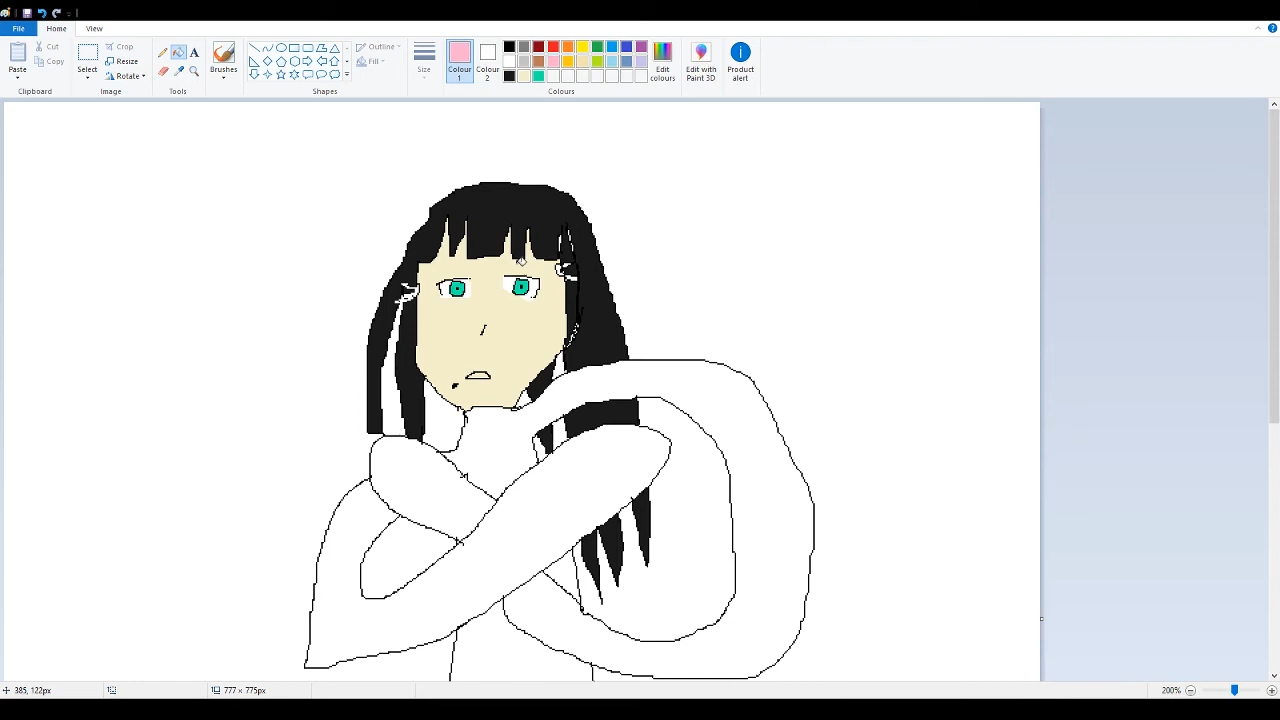 File Home View
Paste Cut Copy Clipboard
Select Crop Resize Rotate Image
A Tools
Brushes
Outline Fill Shapes
Size
Colour 1 Colour 2 Edit colours Colours
Edit with Paint 3D
Product alert
385, 122px 777 × 775px 200%